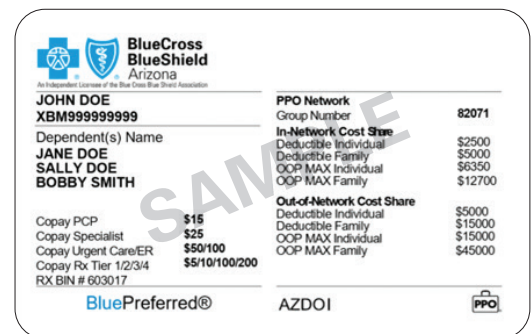 BlueCross
BlueShield
Arizona
An Independent Licensee of the Blue Cross Blue Shield Association
JOHN DOE
XBM999999999
Dependent(s) Name
JANE DOE
SALLY DOE
BOBBY SMITH
Copay PCP $15
Copay Specialist $25
Copay Urgent Care/ER $50/100
Copay Rx Tier 1/2/3/4 $5/10/100/200
RX BIN # 603017
BluePreferred®
PPO Network
Group Number 82071
In-Network Cost Share
Deductible Individual $2500
Deductible Family $5000
OOP MAX Individual $6350
OOP MAX Family $12700
Out-of-Network Cost Share
Deductible Individual $5000
Deductible Family $15000
OOP MAX Individual $15000
OOP MAX Family $45000
AZDOI
PPO
SAMPLE